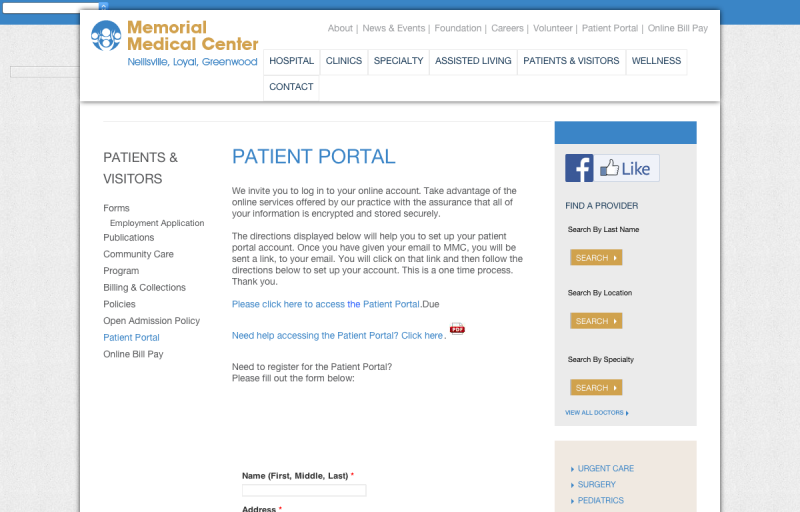 Memorial
Medical Center
Neillsville, Loyal, Greenwood
About | News & Events | Foundation | Careers | Volunteer | Patient Portal | Online Bill Pay
HOSPITAL
CLINICS
SPECIALTY
ASSISTED LIVING
PATIENTS & VISITORS
WELLNESS
CONTACT
PATIENTS &
VISITORS
Forms
Employment Application
Publications
Community Care
Program
Billing & Collections
Policies
Open Admission Policy
Patient Portal
Online Bill Pay
PATIENT PORTAL
We invite you to log in to your online account. Take advantage of the
online services offered by our practice with the assurance that all of
your information is encrypted and stored securely.
The directions displayed below will help you to set up your patient
portal account. Once you have given your email to MMC, you will be
sent a link, to your email. You will click on that link and then follow the
directions below to set up your account. This is a one time process.
Thank you.
Please click here to access the Patient Portal.Due
Need help accessing the Patient Portal? Click here. PDF
Need to register for the Patient Portal?
Please fill out the form below:
Name (First, Middle, Last) *
Address *
f Like
FIND A PROVIDER
Search By Last Name
SEARCH
Search By Location
SEARCH
Search By Specialty
SEARCH
VIEW ALL DOCTORS
URGENT CARE
SURGERY
PEDIATRICS